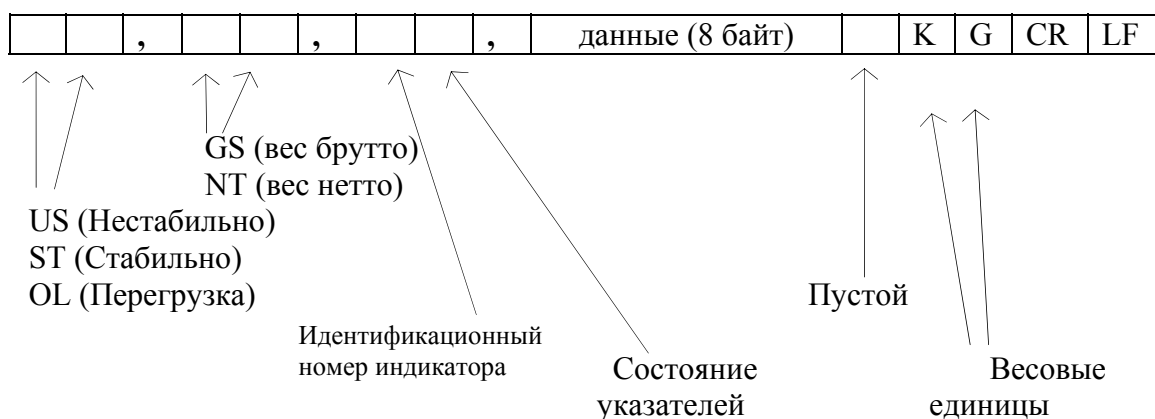 , , , данные (8 байт) K G CR LF
GS (вес брутто)
NT (вес нетто)
US (Нестабильно)
ST (Стабильно)
OL (Перегрузка)
Пустой
Идентификационный
номер индикатора
Состояние
указателей
Весовые
единицы